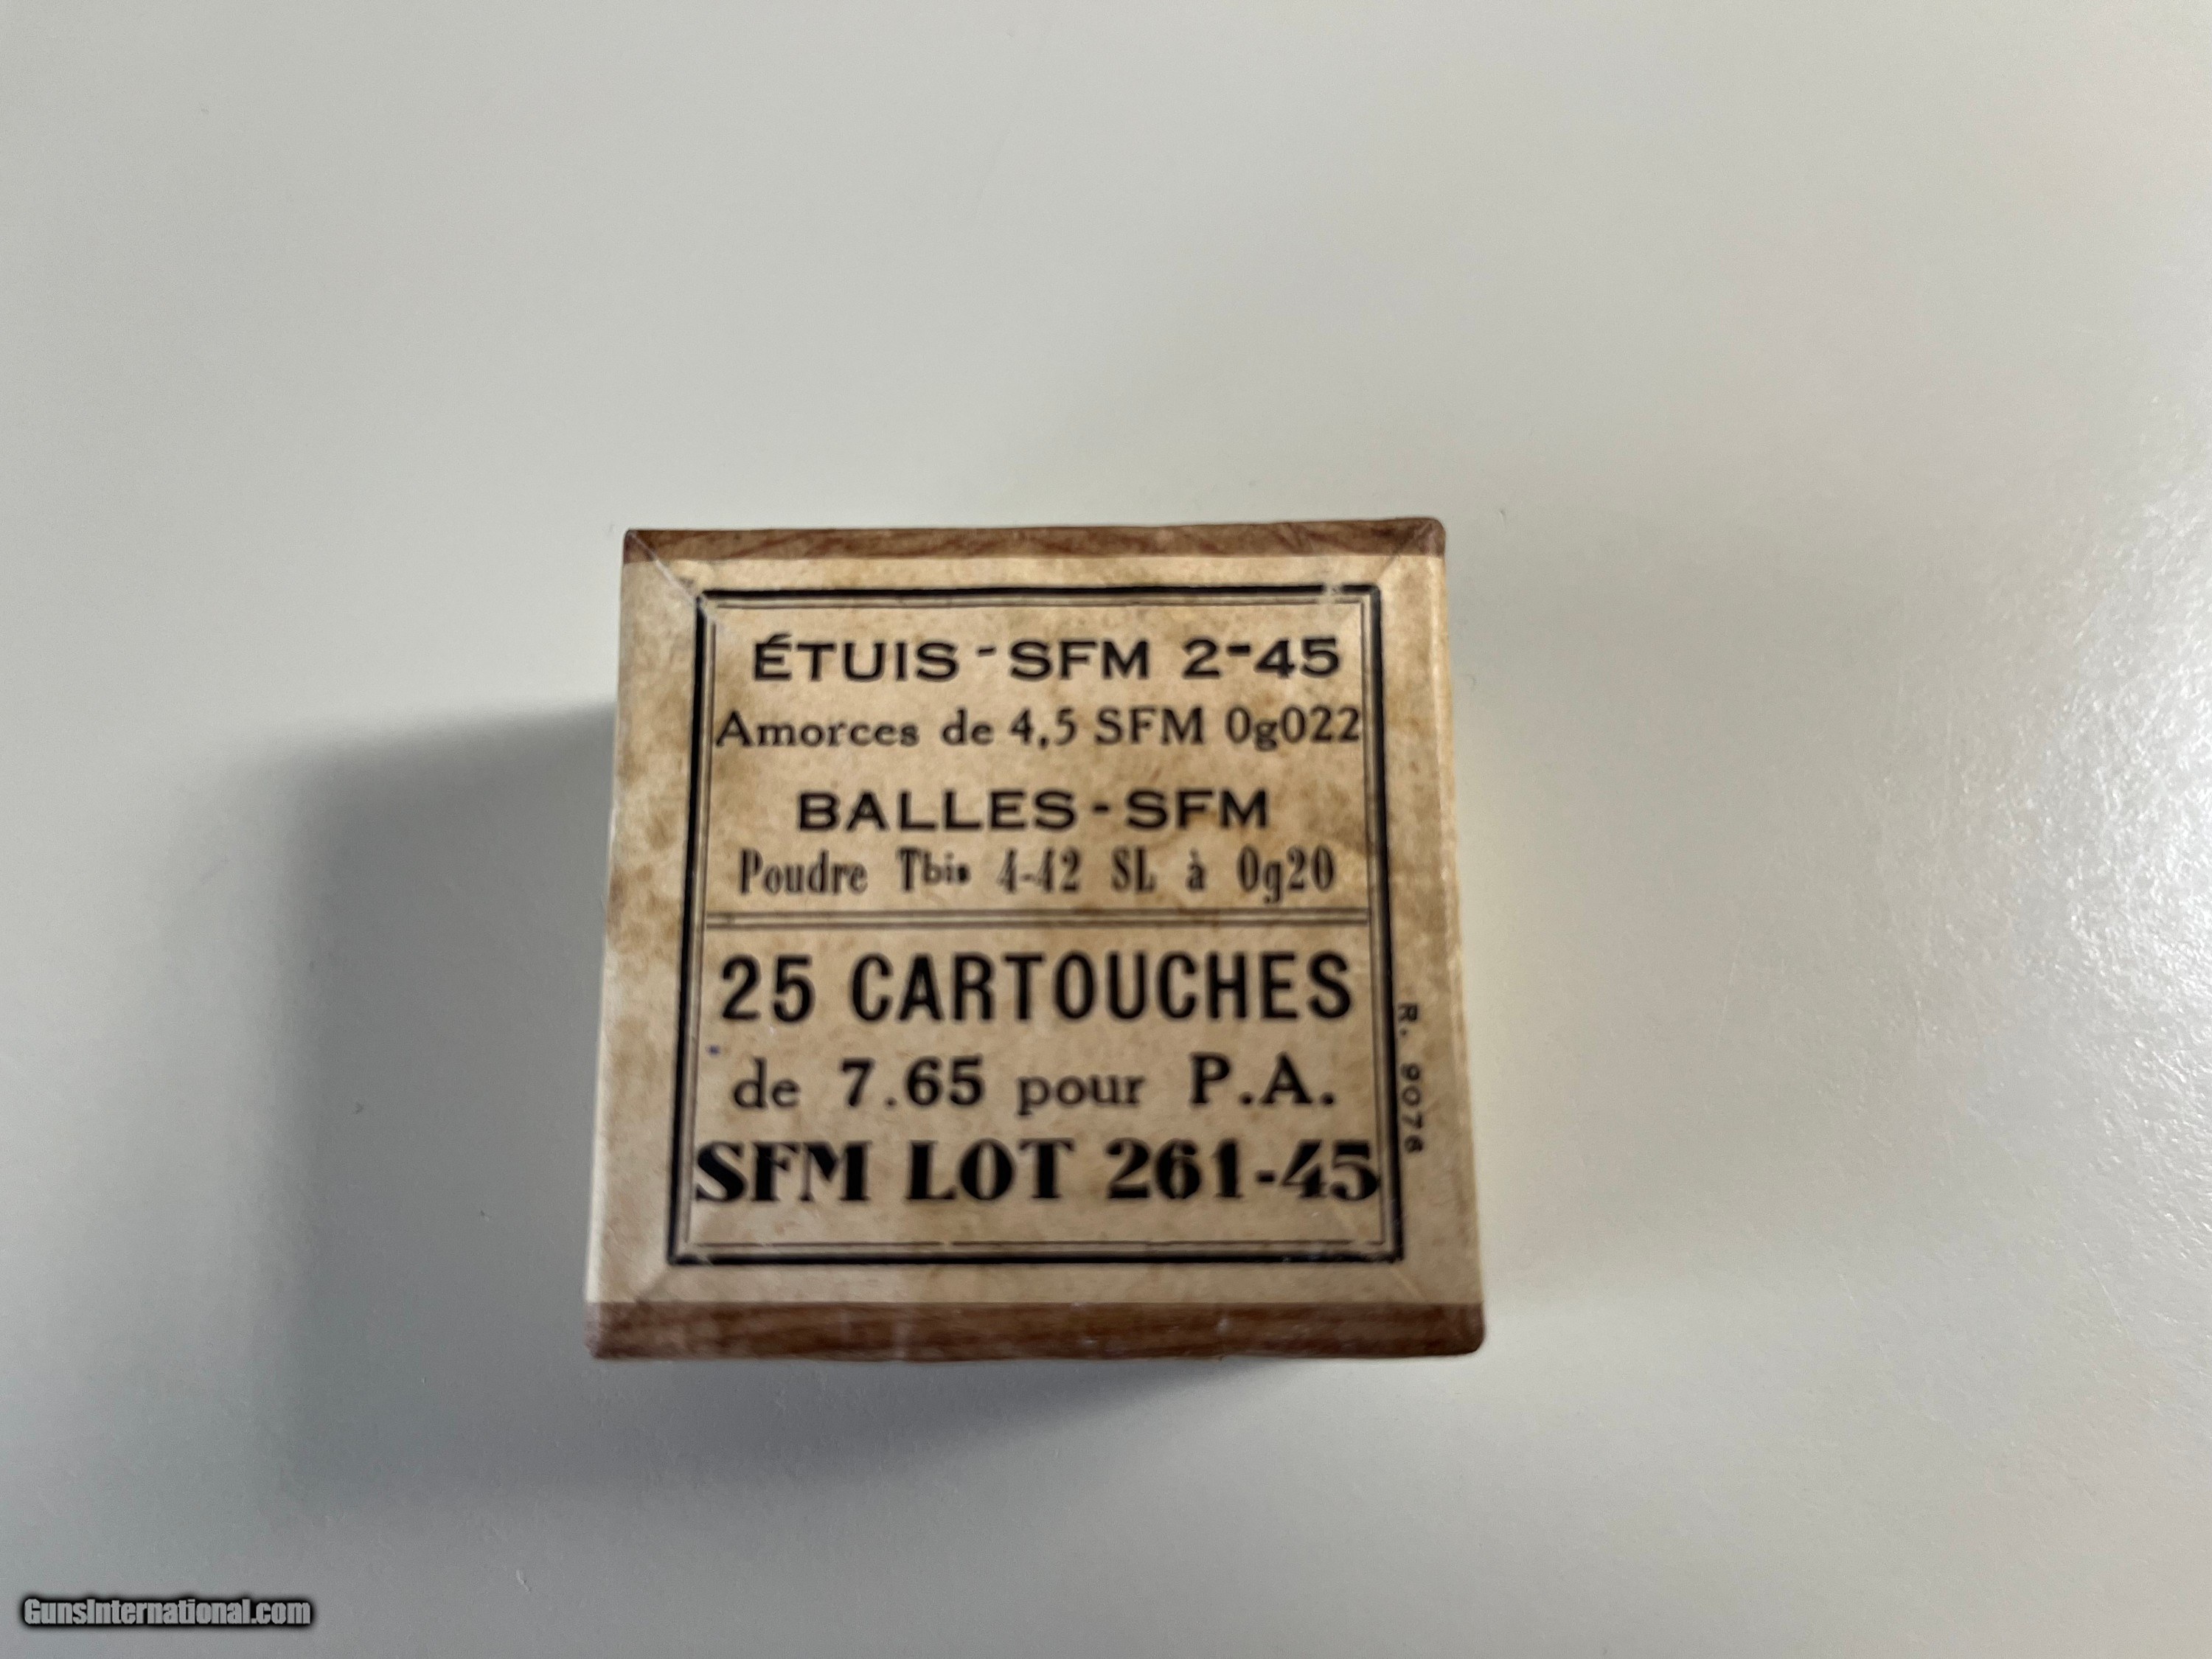 ÉTUIS - SFM 2-45
Amorces de 4,5 SFM 0g022
BALLES - SFM
Poudre Tbis 4-42 SL à 0g20
25 CARTOUCHES
de 7.65 pour P.A.
SFM LOT 261-45
R. 9076
GunsInternational.com